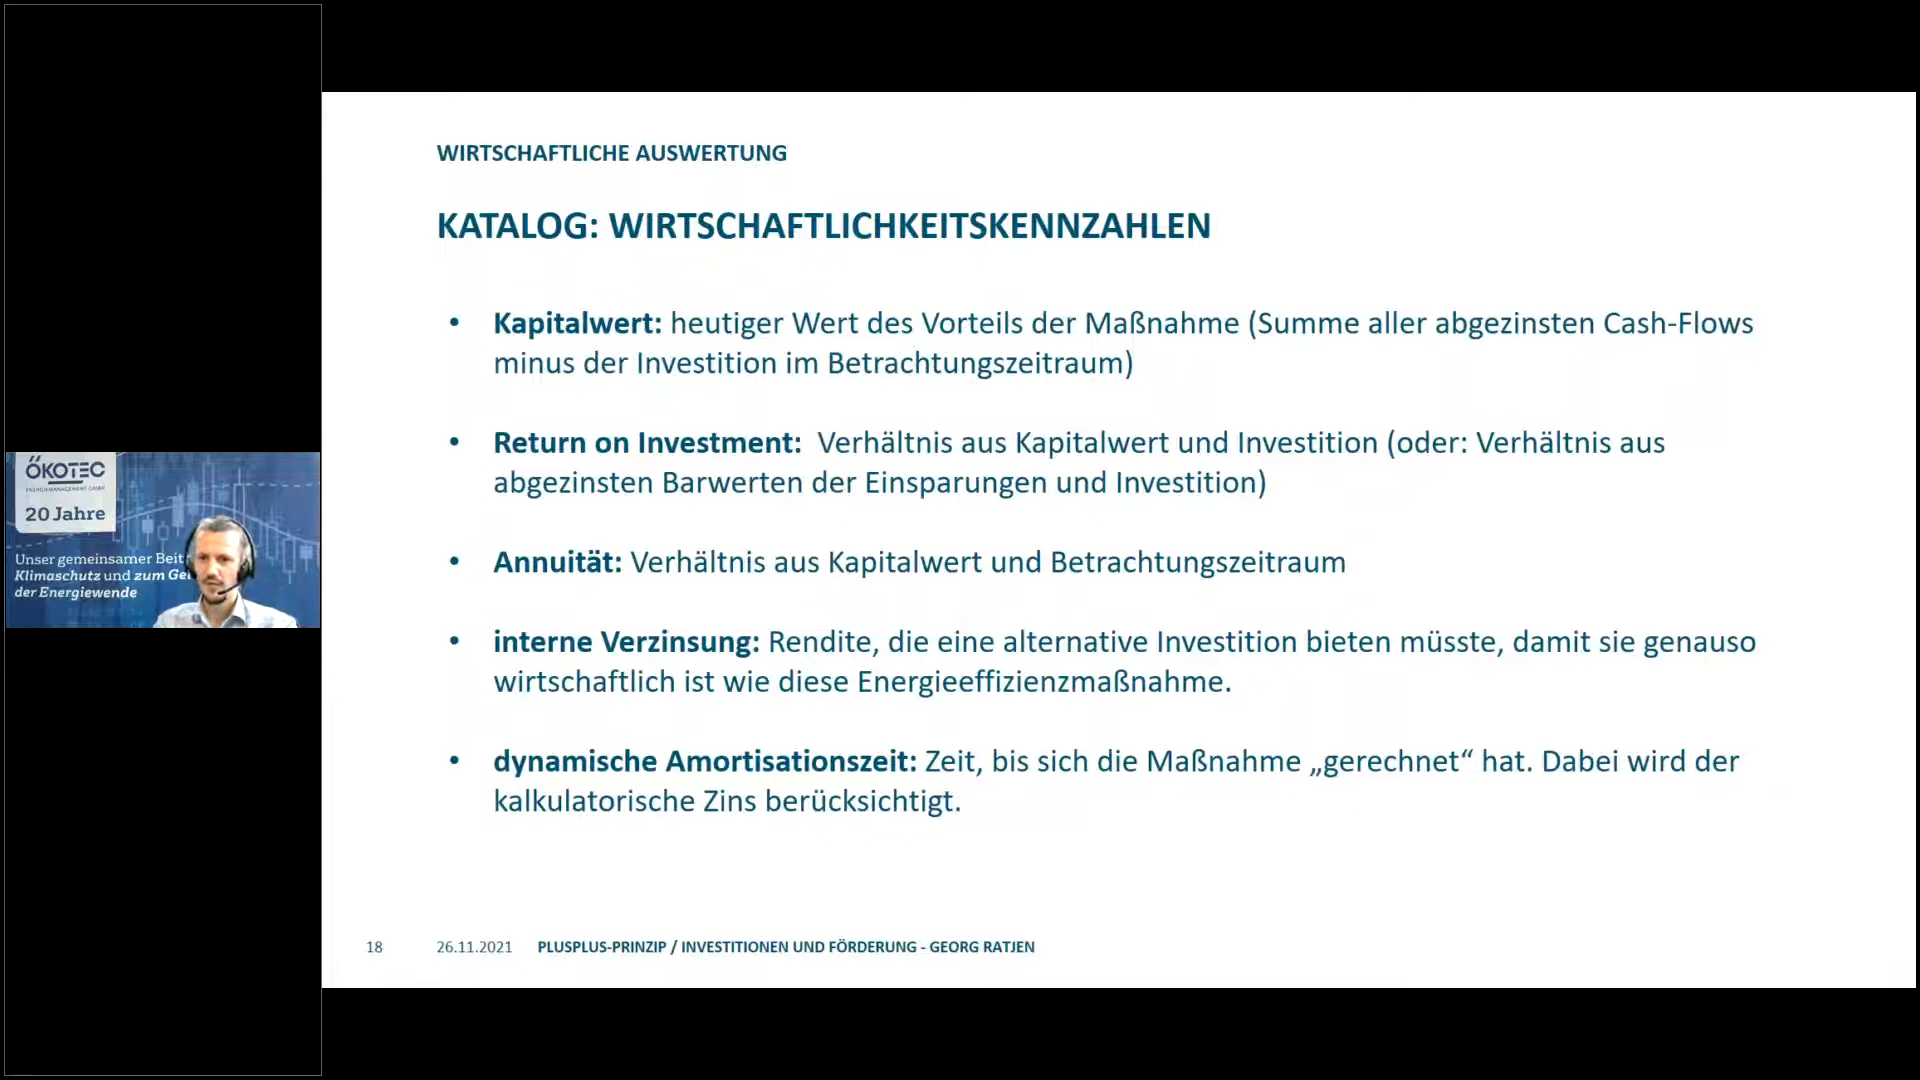 ÖKOTEC
ENERGIEMANAGEMENT GMBH
20 Jahre
Unser gemeinsamer Beit
Klimaschutz und zum Gel
der Energiewende
WIRTSCHAFTLICHE AUSWERTUNG
KATALOG: WIRTSCHAFTLICHKEITSKENNZAHLEN
• Kapitalwert: heutiger Wert des Vorteils der Maßnahme (Summe aller abgezinsten Cash-Flows
minus der Investition im Betrachtungszeitraum)
• Return on Investment: Verhältnis aus Kapitalwert und Investition (oder: Verhältnis aus
abgezinsten Barwerten der Einsparungen und Investition)
• Annuität: Verhältnis aus Kapitalwert und Betrachtungszeitraum
• interne Verzinsung: Rendite, die eine alternative Investition bieten müsste, damit sie genauso
wirtschaftlich ist wie diese Energieeffizienzmaßnahme.
• dynamische Amortisationszeit: Zeit, bis sich die Maßnahme „gerechnet“ hat. Dabei wird der
kalkulatorische Zins berücksichtigt.
18 26.11.2021 PLUSPLUS-PRINZIP / INVESTITIONEN UND FÖRDERUNG - GEORG RATJEN